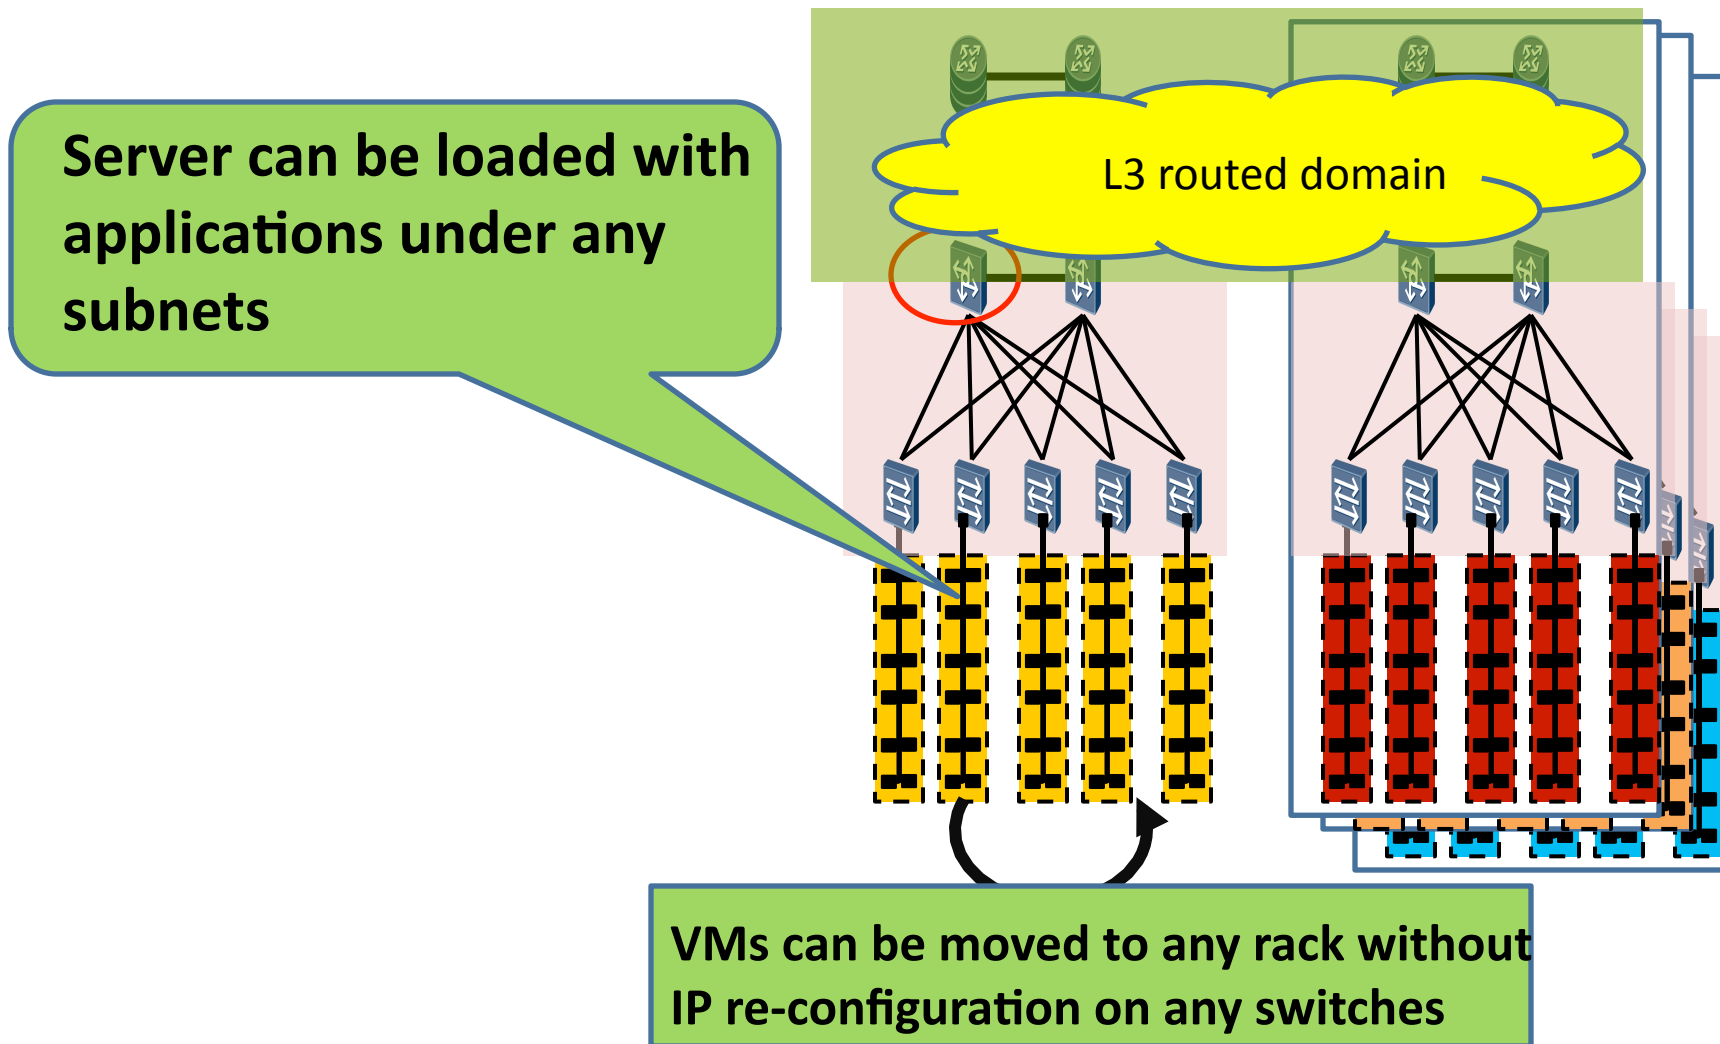 Server can be loaded with
applications under any
subnets
L3 routed domain
VMs can be moved to any rack without
IP re-configuration on any switches